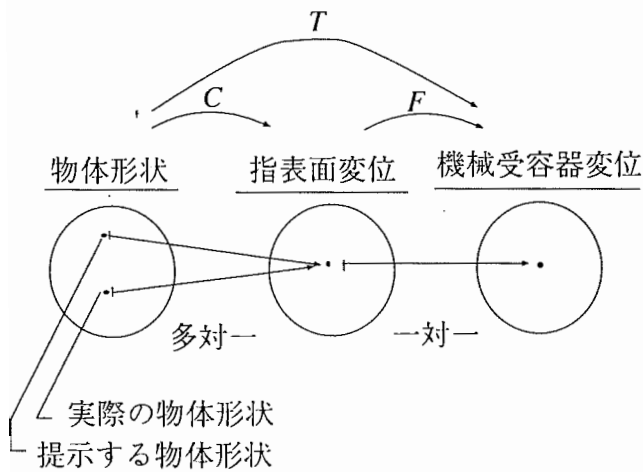 T
C
F
物体形状
指表面変位
機械受容器変位
多対一
一対一
実際の物体形状
提示する物体形状